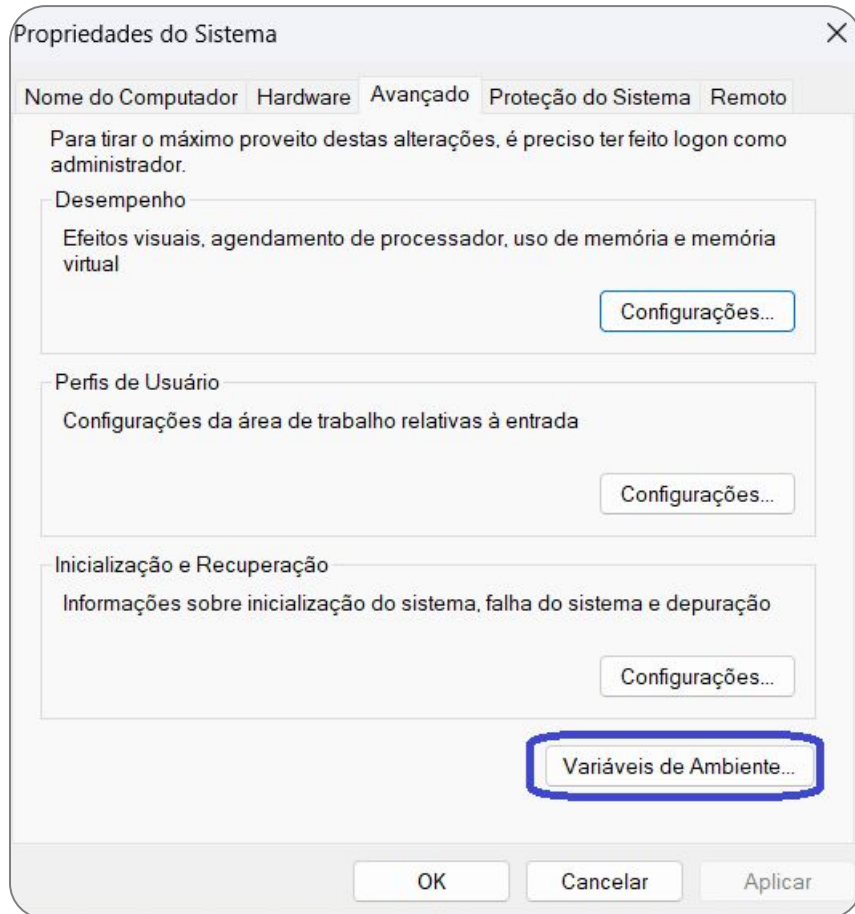 Propriedades do Sistema
Nome do Computador Hardware Avançado Proteção do Sistema Remoto
Para tirar o máximo proveito destas alterações, é preciso ter feito logon como
administrador.
Desempenho
Efeitos visuais, agendamento de processador, uso de memória e memória
virtual
Configurações...
Perfis de Usuário
Configurações da área de trabalho relativas à entrada
Configurações...
Inicialização e Recuperação
Informações sobre inicialização do sistema, falha do sistema e depuração
Configurações...
Variáveis de Ambiente...
OK Cancelar Aplicar